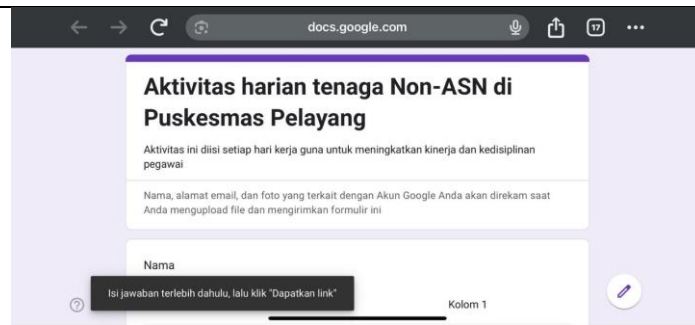 docs.google.com
17
Aktivitas harian tenaga Non-ASN di
Puskesmas Pelayang
Aktivitas ini diisi setiap hari kerja guna untuk meningkatkan kinerja dan kedisiplinan
pegawai
Nama, alamat email, dan foto yang terkait dengan Akun Google Anda akan direkam saat
Anda mengupload file dan mengirimkan formulir ini
Nama
Isi jawaban terlebih dahulu, lalu klik "Dapatkan link"
Kolom 1